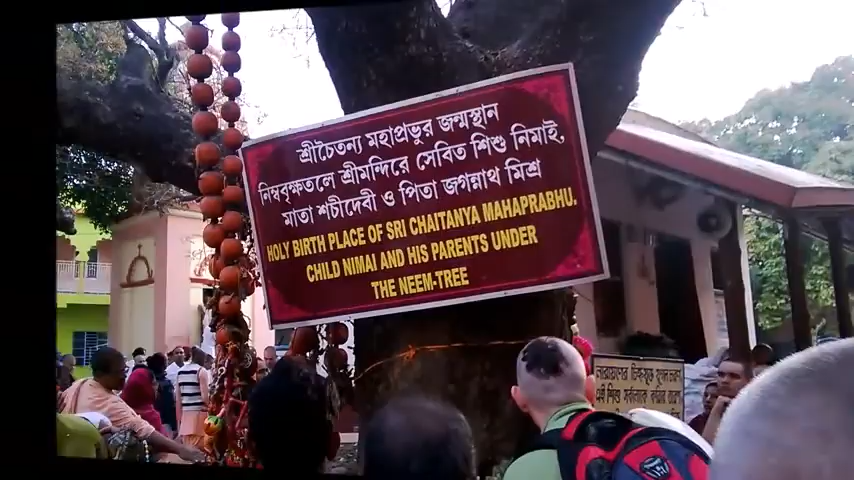 শ্রীচৈতন্য মহাপ্রভুর জন্মস্থান
নিম্ববৃক্ষতলে শ্রীমন্দিরে সেবিত শিশু নিমাই,
মাতা শচীদেবী ও পিতা জগন্নাথ মিশ্র
HOLY BIRTH PLACE OF SRI CHAITANYA MAHAPRABHU.
CHILD NIMAI AND HIS PARENTS UNDER
THE NEEM-TREE